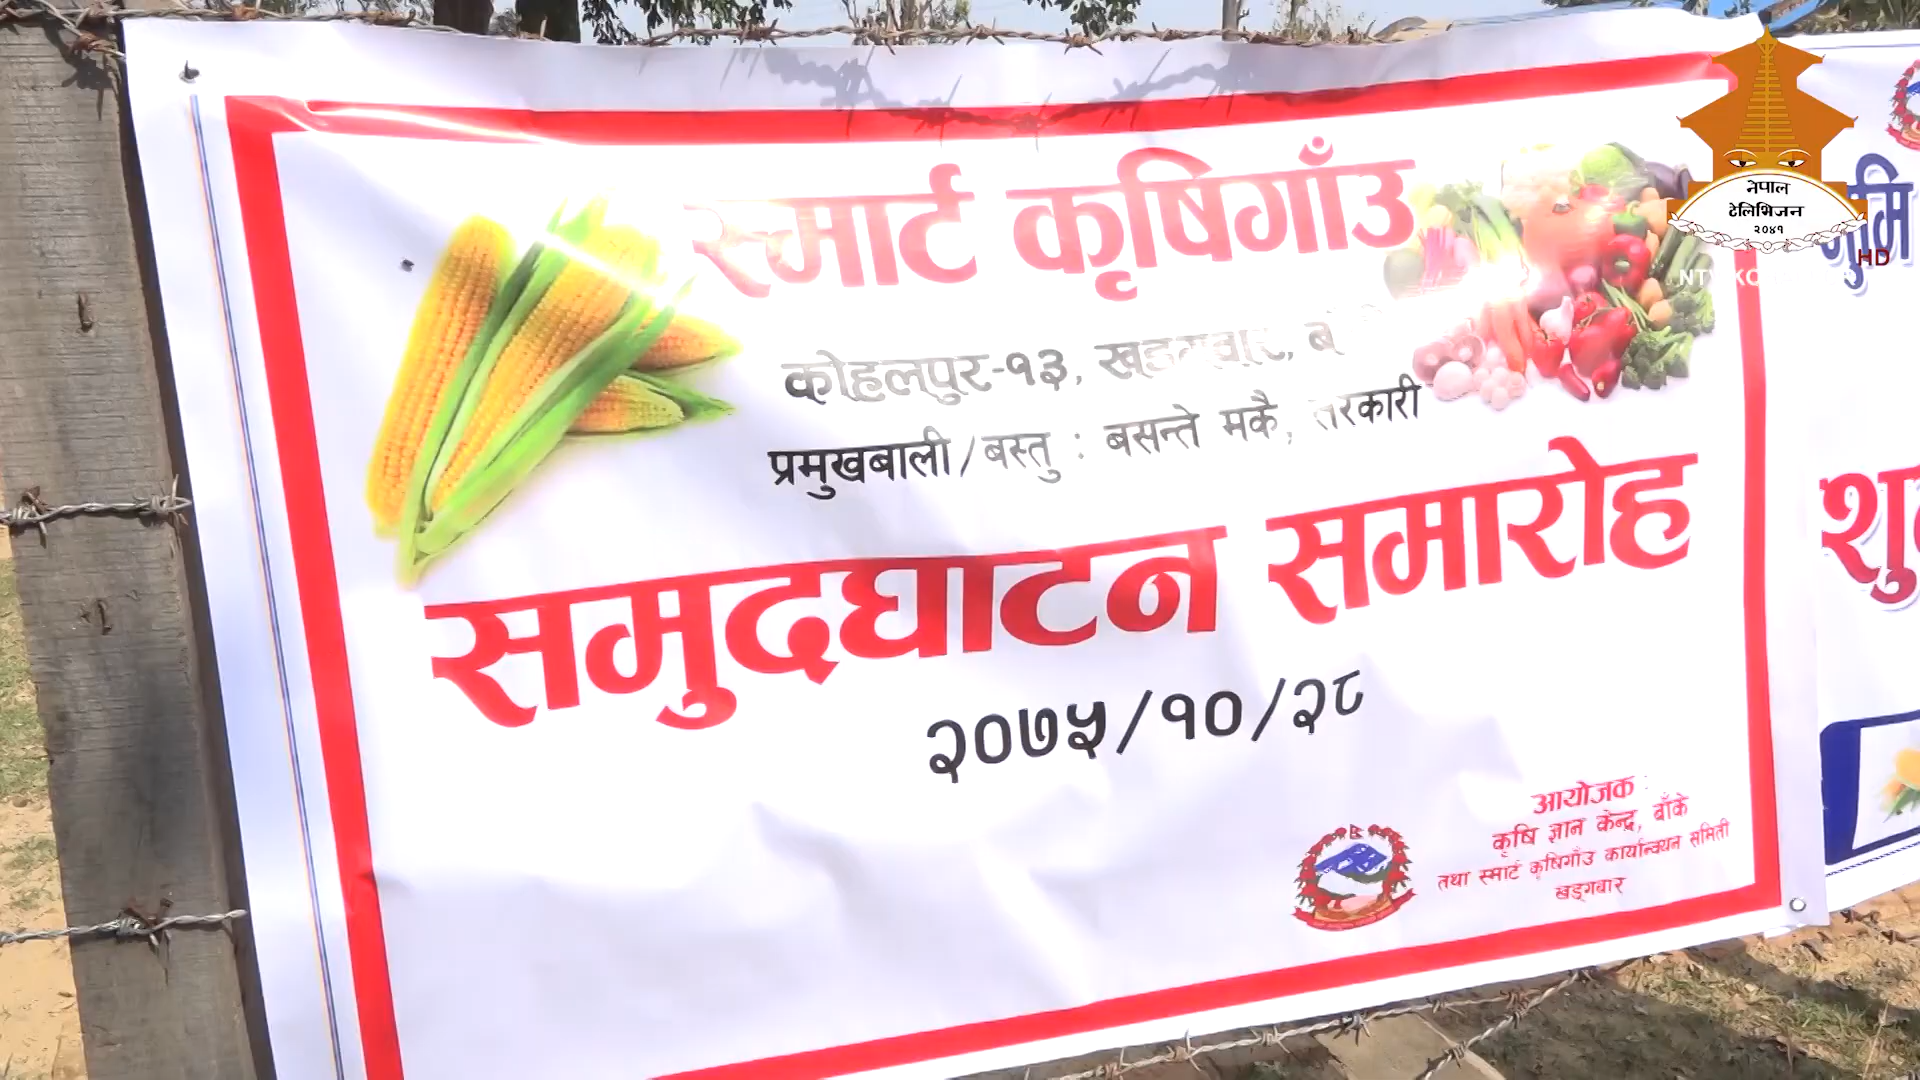 स्मार्ट कृषिगाँउ
कोहलपुर-१३,
प्रमुखबाली/बस्तु : बसन्ते मकै, तरकारी
समुदघाटन समारोह
२०७५/१०/२८
आयोजक :
कृषि ज्ञान केन्द्र, बाँके
तथा स्मार्ट कृषिगाँउ कार्यान्वयन समिती
खड्गबार
नेपाल
टेलिभिजन
२०४१
HD